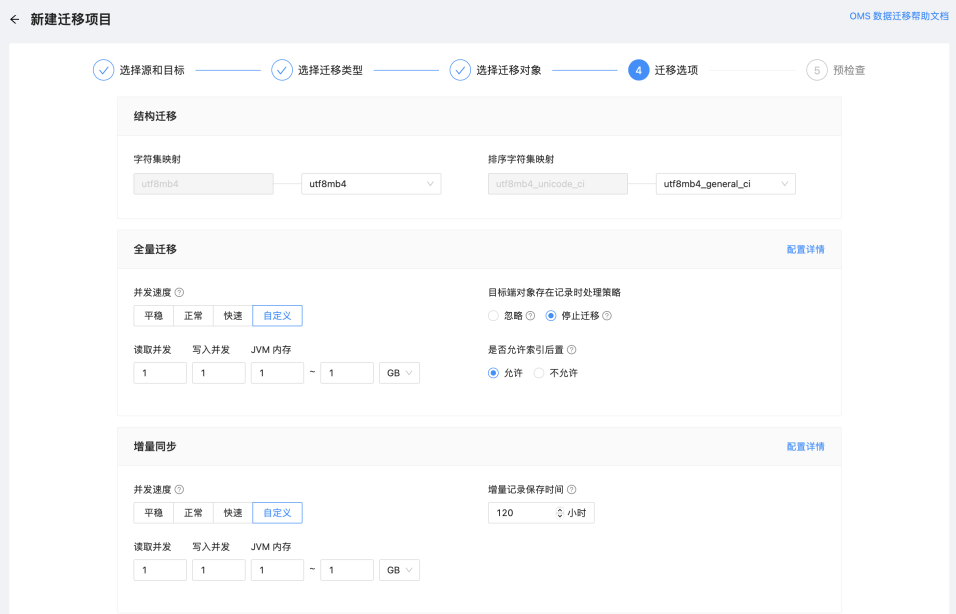 新建迁移项目
OMS 数据迁移帮助文档
选择源和目标 选择迁移类型 选择迁移对象 4 迁移选项 5 预检查
结构迁移
字符集映射 排序字符集映射
utf8mb4 utf8mb4 utf8mb4_unicode_ci utf8mb4_general_ci
全量迁移 配置详情
并发速度 ? 目标端对象存在记录时处理策略
平稳 正常 快速 自定义 忽略 ? 停止迁移 ?
读取并发 写入并发 JVM 内存 是否允许索引后置 ?
1 1 1 ~ 1 GB 允许 不允许
增量同步 配置详情
并发速度 ? 增量记录保存时间 ?
平稳 正常 快速 自定义 120 小时
读取并发 写入并发 JVM 内存
1 1 1 ~ 1 GB